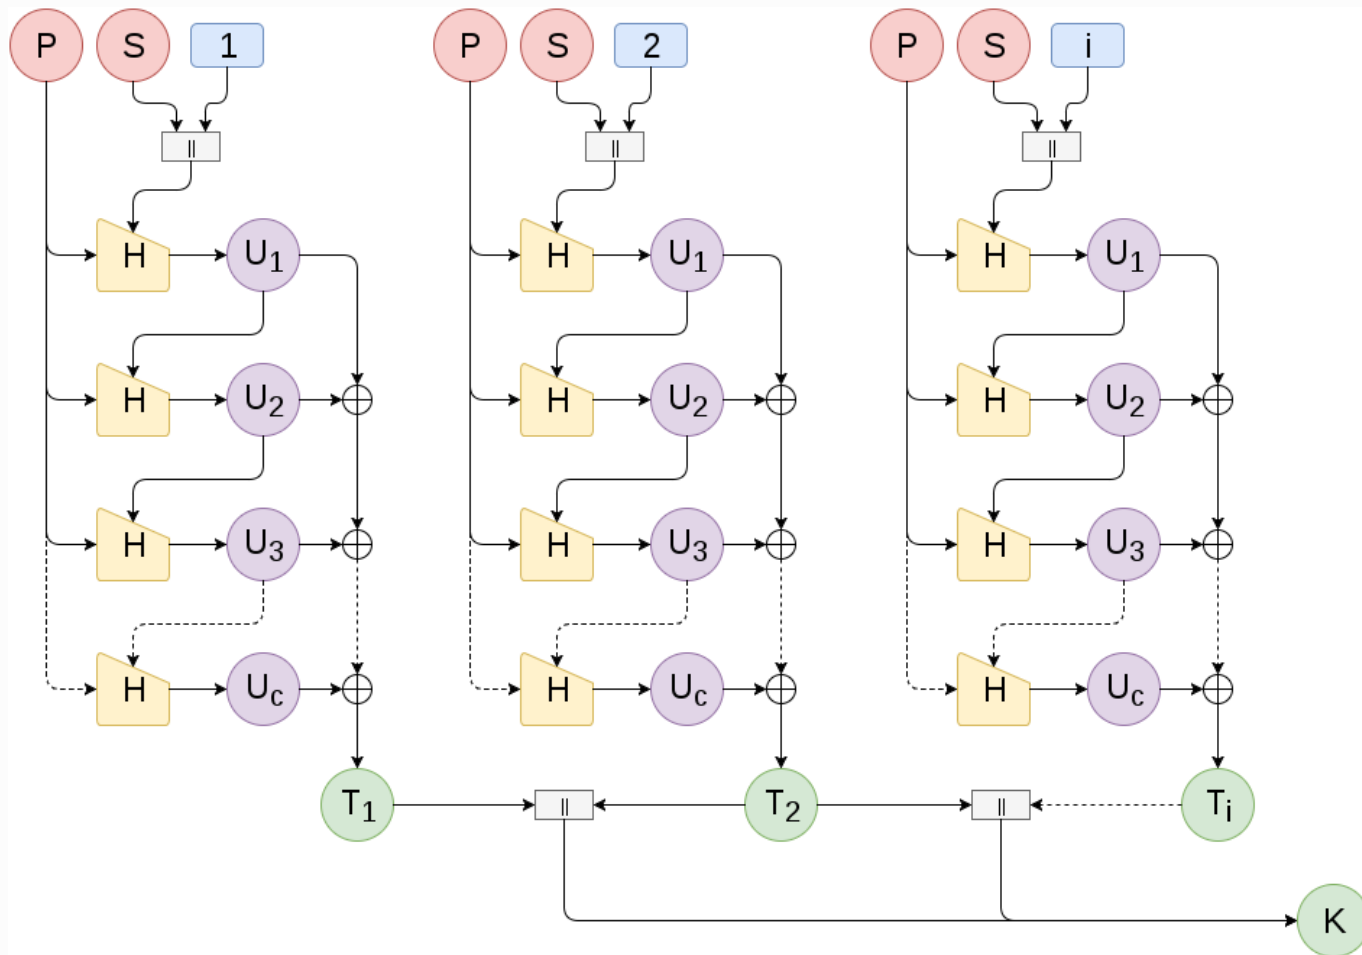 P S 1 P S 2 P S i
|| || ||
H U1 H U1 H U1
H U2 ⊕ H U2 ⊕ H U2 ⊕
H U3 ⊕ H U3 ⊕ H U3 ⊕
H Uc ⊕ H Uc ⊕ H Uc ⊕
T1 || T2 || Ti
K